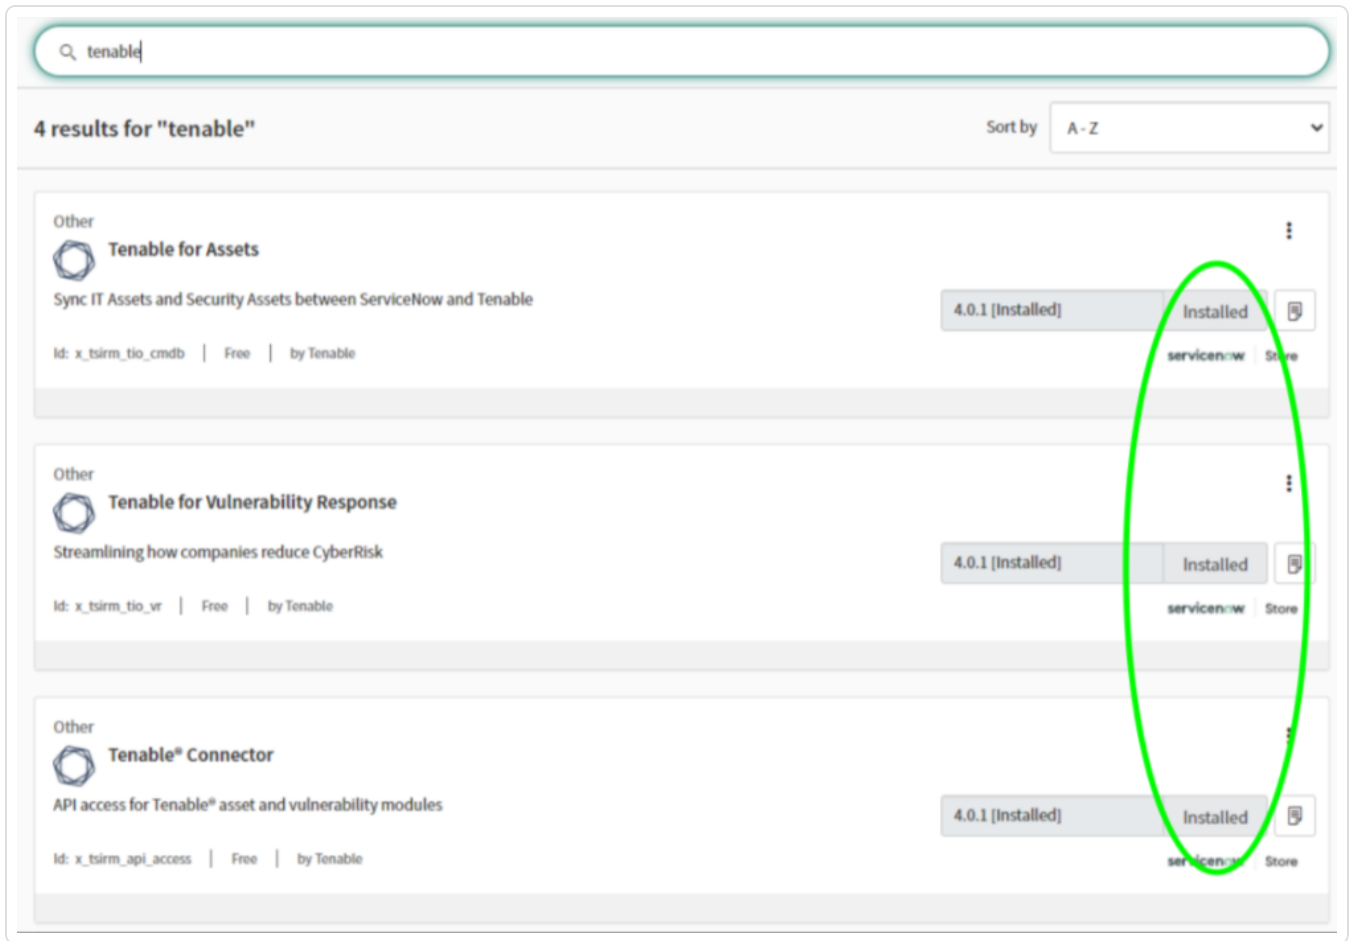 tenable
4 results for "tenable"
Sort by A - Z
Other
Tenable for Assets
Sync IT Assets and Security Assets between ServiceNow and Tenable
4.0.1 [Installed] Installed
Id: x_tsirm_tio_cmdb | Free | by Tenable
servicenow Store
Other
Tenable for Vulnerability Response
Streamlining how companies reduce CyberRisk
4.0.1 [Installed] Installed
Id: x_tsirm_tio_vr | Free | by Tenable
servicenow Store
Other
Tenable® Connector
API access for Tenable® asset and vulnerability modules
4.0.1 [Installed] Installed
Id: x_tsirm_api_access | Free | by Tenable
servicenow Store